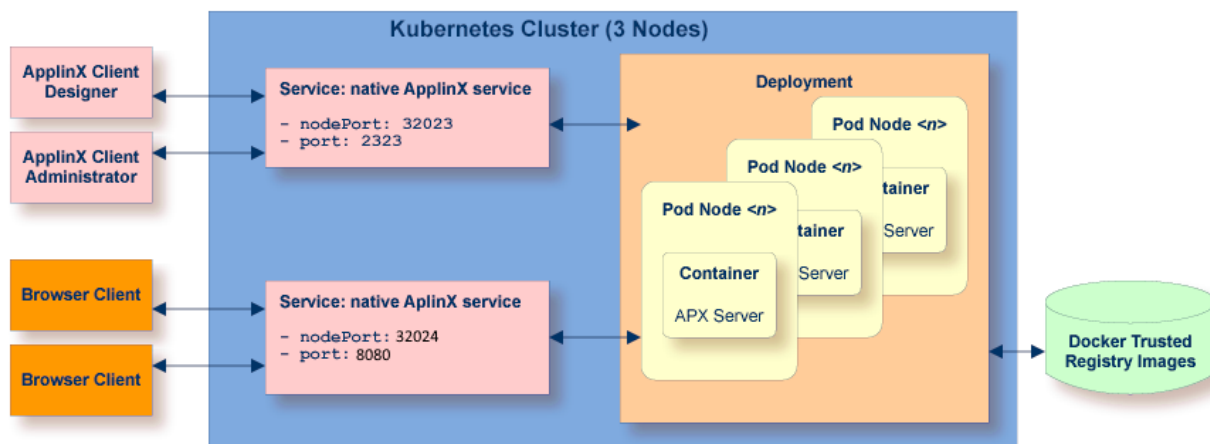 Kubernetes Cluster (3 Nodes)
ApplinX Client
Designer
ApplinX Client
Administrator
Service: native ApplinX service
- nodePort: 32023
- port: 2323
Browser Client
Browser Client
Service: native AplinX service
- nodePort: 32024
- port: 8080
Deployment
Pod Node <n>
tainer
Server
Pod Node <n>
tainer
Server
Pod Node <n>
Container
APX Server
Docker Trusted
Registry Images